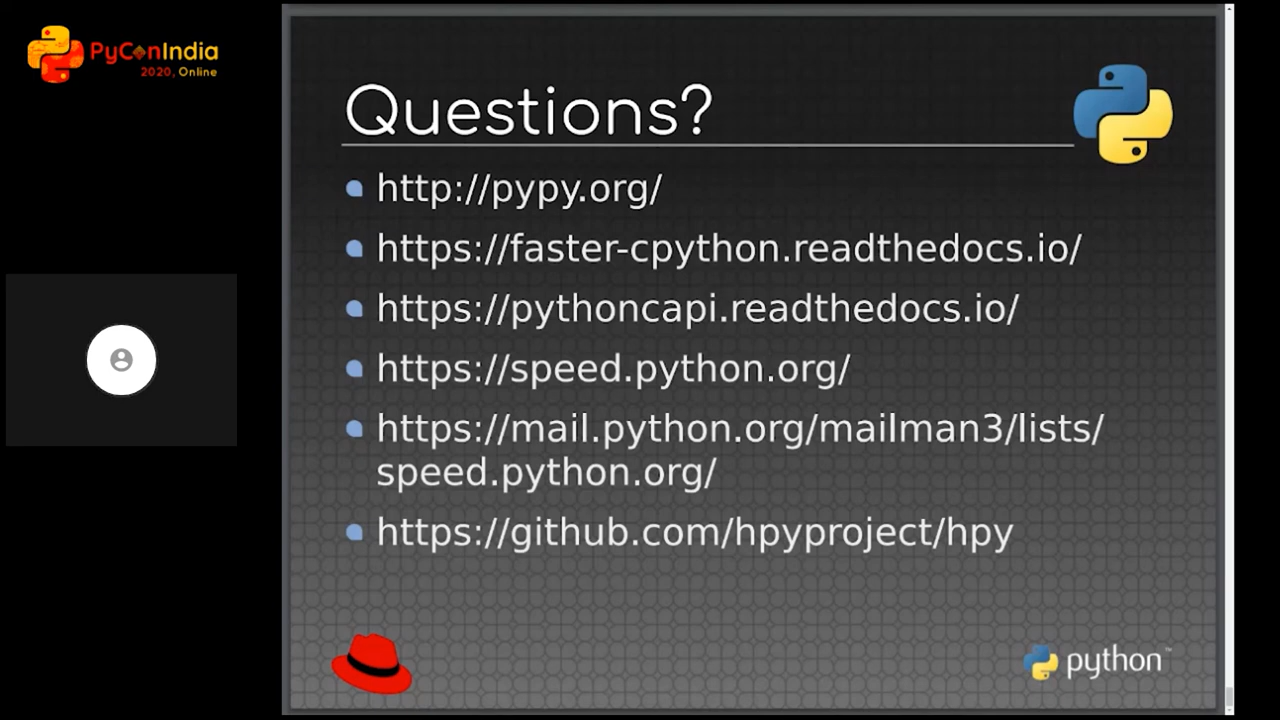 PyConIndia
2020, Online
Questions?
http://pypy.org/
https://faster-cpython.readthedocs.io/
https://pythoncapi.readthedocs.io/
https://speed.python.org/
https://mail.python.org/mailman3/lists/
speed.python.org/
https://github.com/hpyproject/hpy
python™